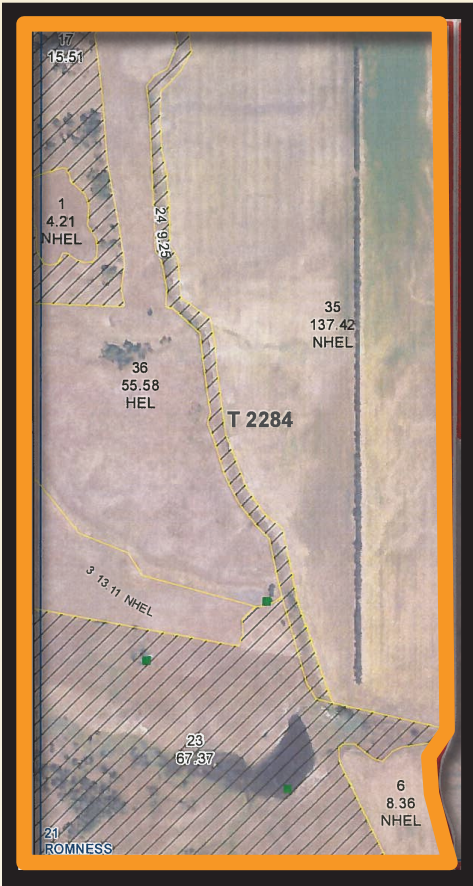 17
15.51
1
4.21
NHEL
24 9.25
35
137.42
NHEL
36
55.58
HEL
T 2284
3 13.11 NHEL
23
67.37
6
8.36
NHEL
21
ROMNESS